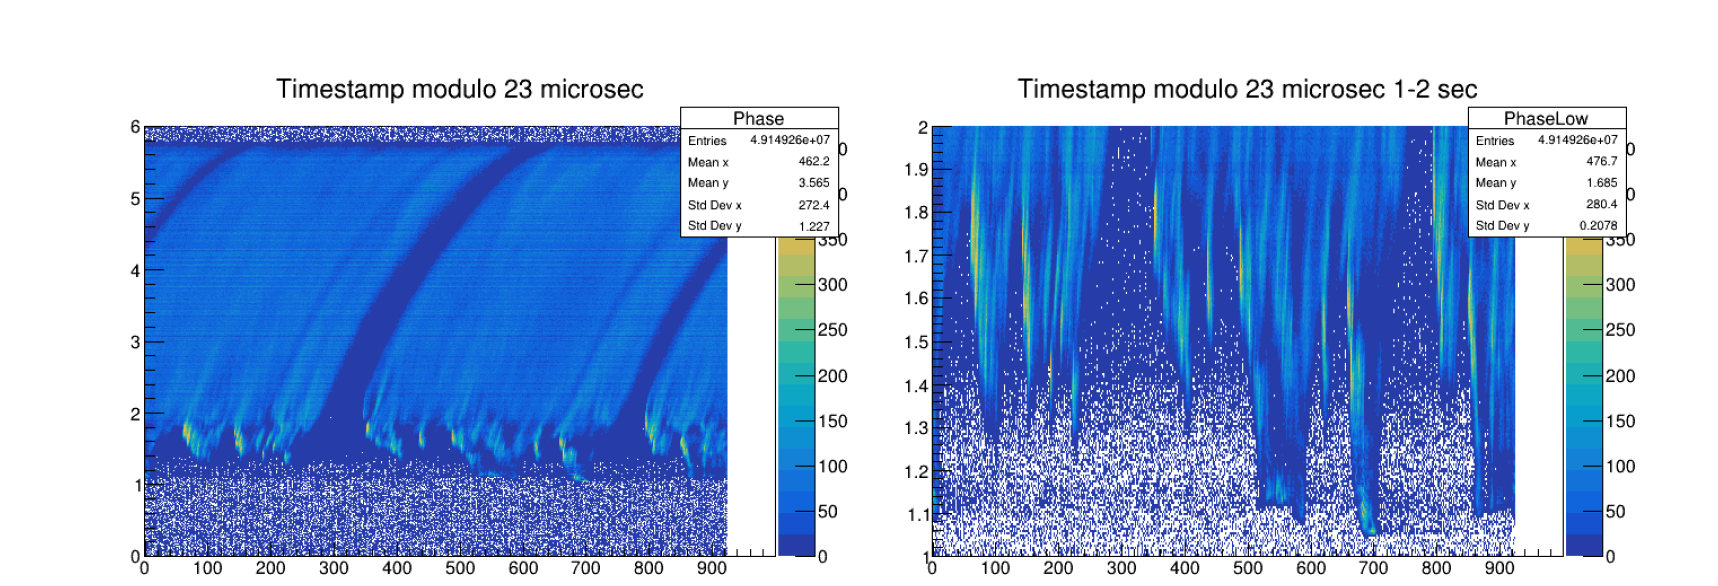 Timestamp modulo 23 microsec
Phase
Entries 4.914926e+07
Mean x 462.2
Mean y 3.565
Std Dev x 272.4
Std Dev y 1.227
6
5
4
3
2
1
0
0 100 200 300 400 500 600 700 800 900
0
0
350
300
250
200
150
100
50
0
Timestamp modulo 23 microsec 1-2 sec
PhaseLow
Entries 4.914926e+07
Mean x 476.7
Mean y 1.685
Std Dev x 280.4
Std Dev y 0.2078
2
1.9
1.8
1.7
1.6
1.5
1.4
1.3
1.2
1.1
1
0 100 200 300 400 500 600 700 800 900
0
0
350
300
250
200
150
100
50
0